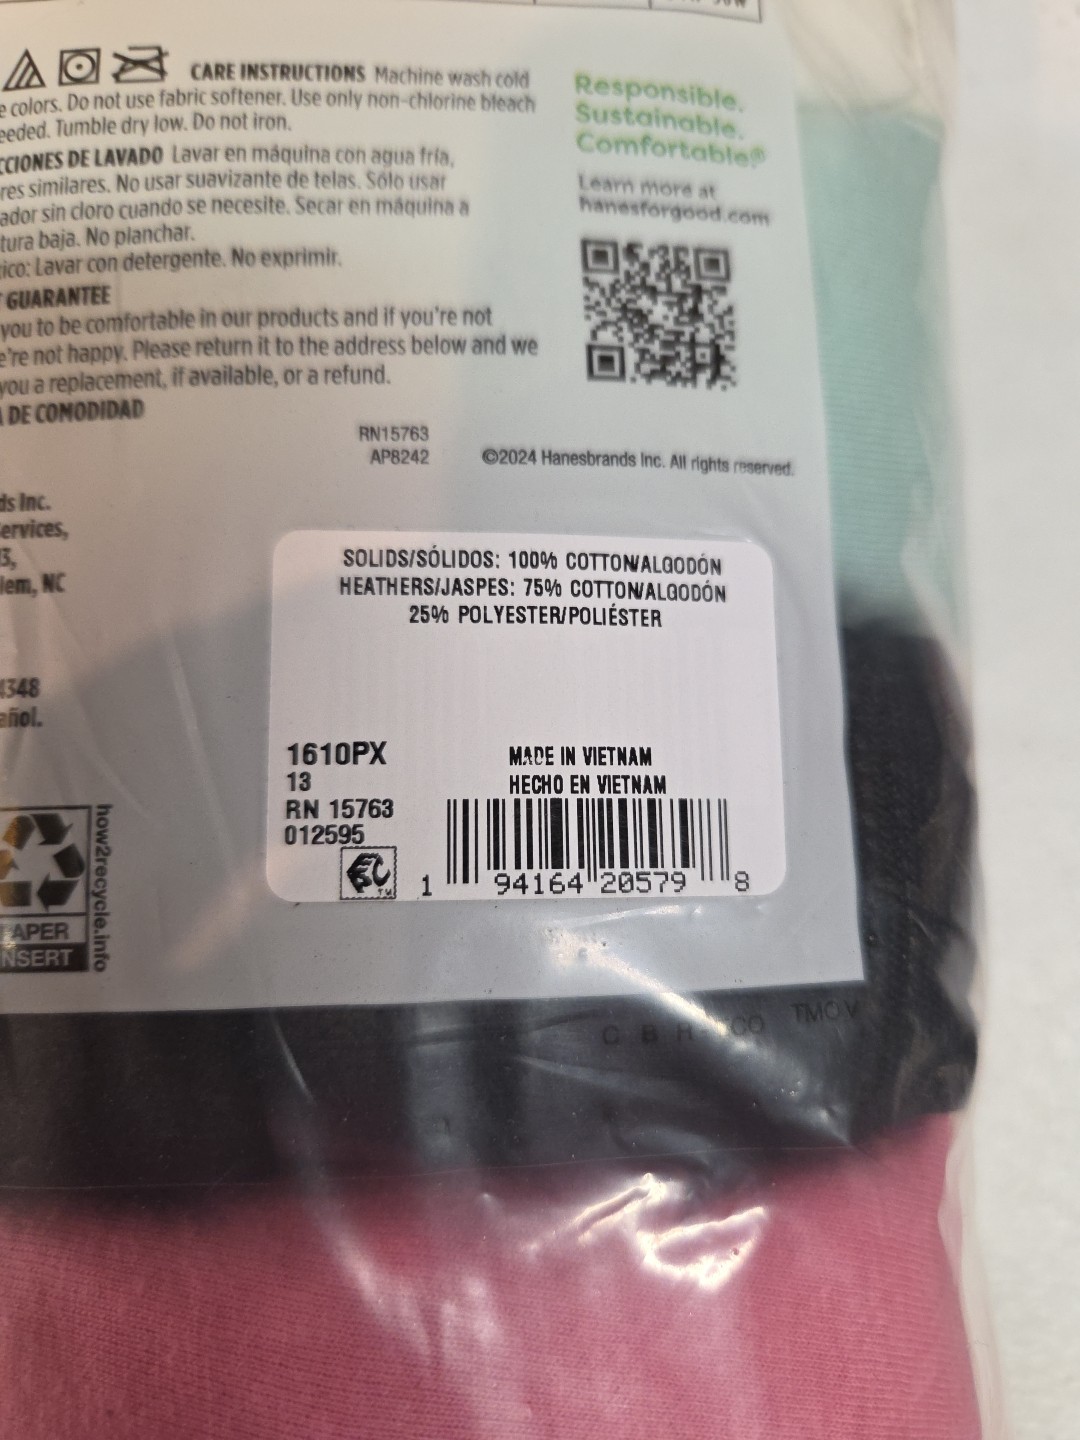 CARE INSTRUCTIONS Machine wash cold
colors. Do not use fabric softener. Use only non-chlorine bleach
eeded. Tumble dry low. Do not iron.
CCIONES DE LAVADO Lavar en máquina con agua fría,
res similares. No usar suavizante de telas. Sólo usar
ador sin cloro cuando se necesite. Secar en máquina a
tura baja. No planchar.
ico: Lavar con detergente. No exprimir.
GUARANTEE
you to be comfortable in our products and if you're not
e're not happy. Please return it to the address below and we
you a replacement, if available, or a refund.
DE COMODIDAD
Responsible.
Sustainable.
Comfortable.®
Learn more at
hanesforgood.com
RN15763
AP8242
©2024 Hanesbrands Inc. All rights reserved.
ds Inc.
ervices,
3,
lem, NC
4348
añol.
SOLIDS/SÓLIDOS: 100% COTTON/ALGODÓN
HEATHERS/JASPES: 75% COTTON/ALGODÓN
25% POLYESTER/POLIÉSTER
1610PX
13
RN 15763
012595
MADE IN VIETNAM
HECHO EN VIETNAM
1 94164 20579 8
how2recycle.info
PAPER
INSERT